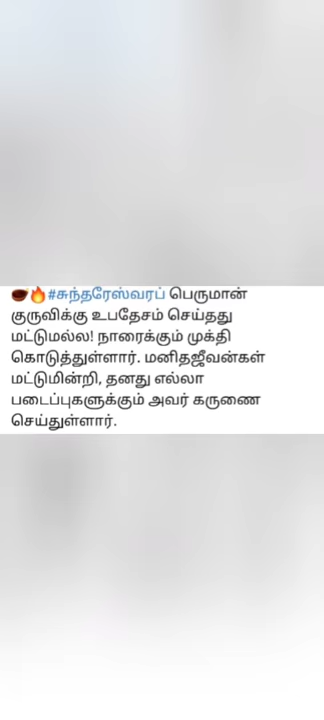 🪔🔥#சுந்தரேஸ்வரப் பெருமான்
குருவிக்கு உபதேசம் செய்தது
மட்டுமல்ல! நாரைக்கும் முக்தி
கொடுத்துள்ளார். மனிதஜீவன்கள்
மட்டுமின்றி, தனது எல்லா
படைப்புகளுக்கும் அவர் கருணை
செய்துள்ளார்.